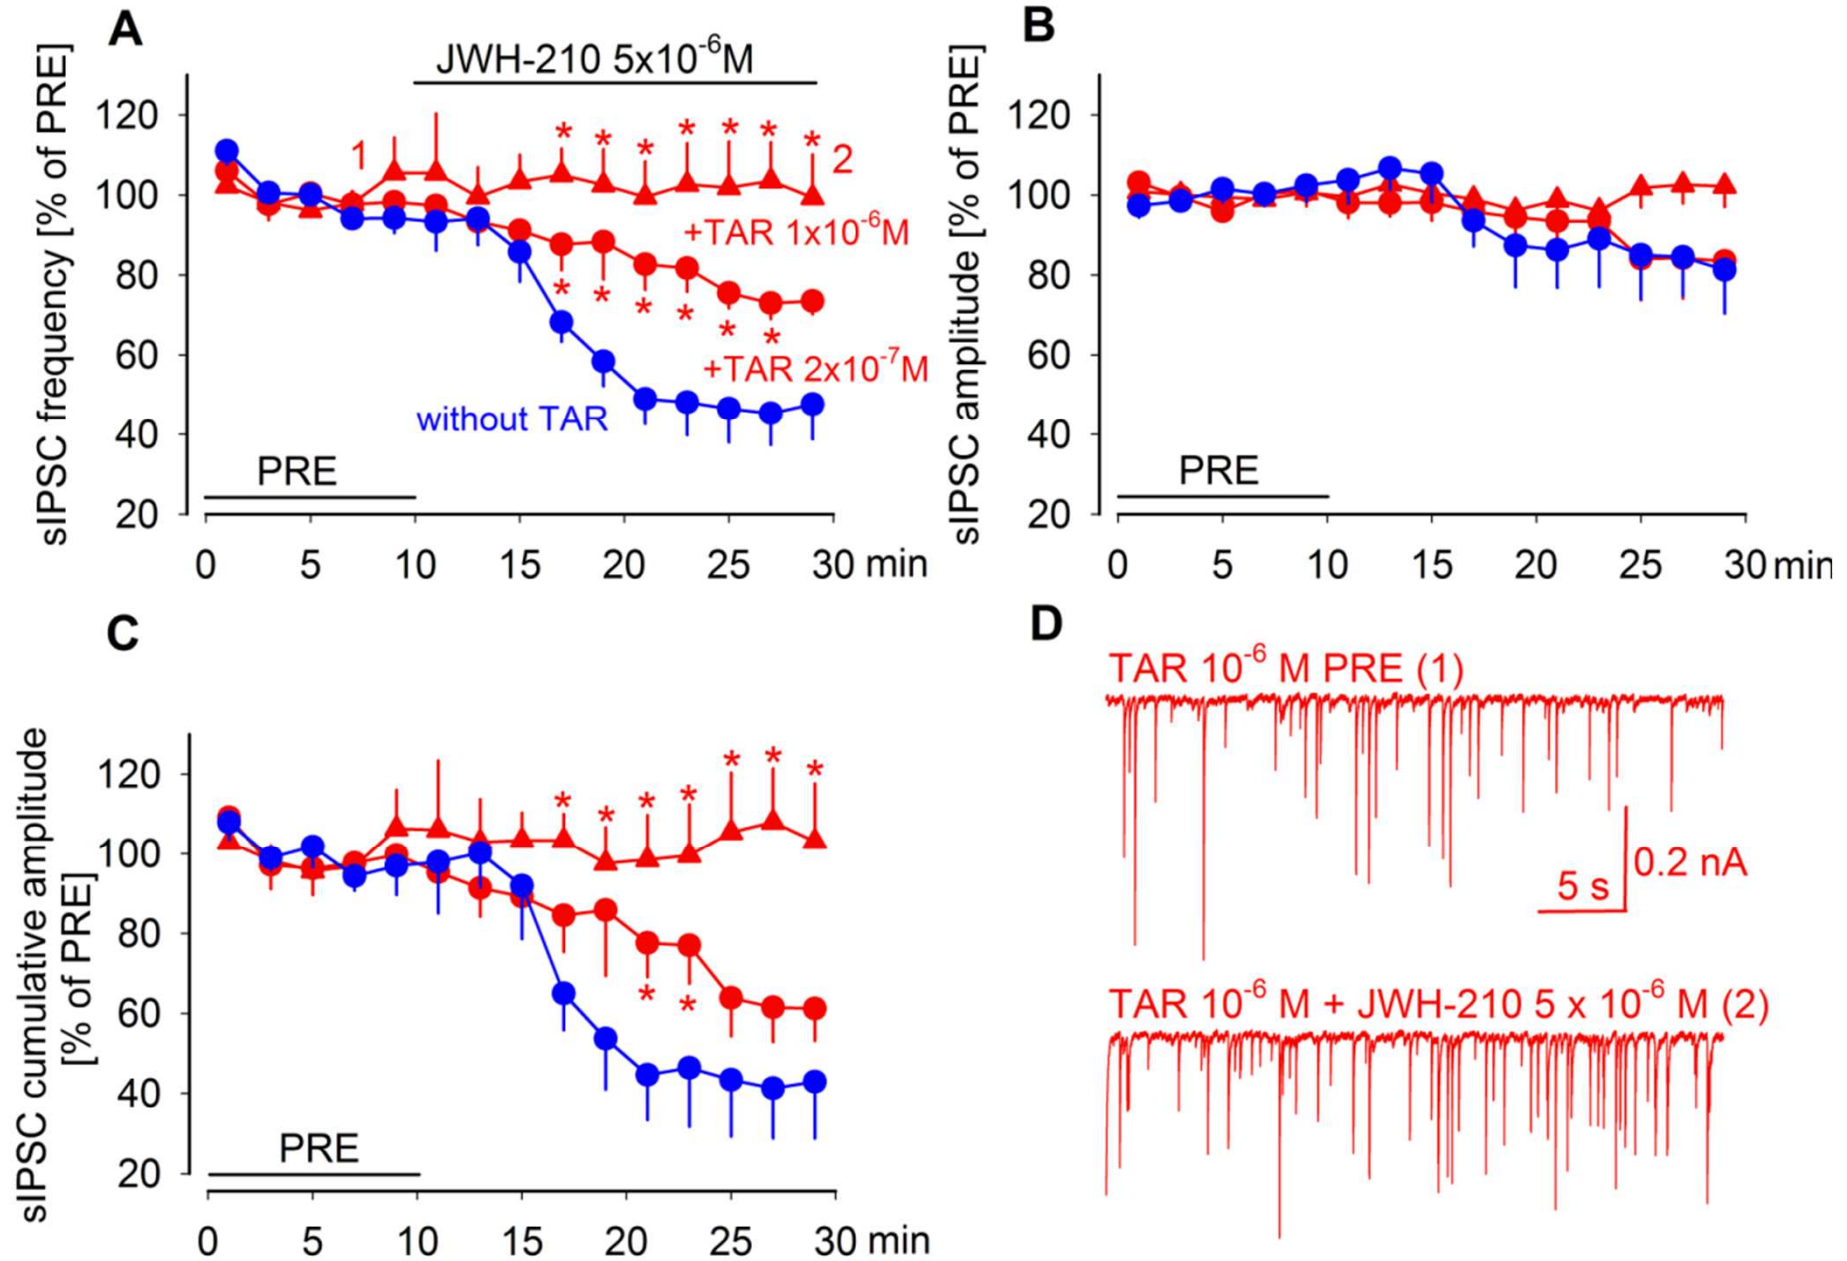 A
JWH-210 5x10⁻⁶M
sIPSC frequency [% of PRE]
120
100
80
60
40
20
1
* * * * * * *
2
+TAR 1x10⁻⁶M
* * * * * *
+TAR 2x10⁻⁷M
without TAR
PRE
0 5 10 15 20 25 30 min
B
sIPSC amplitude [% of PRE]
120
100
80
60
40
20
PRE
0 5 10 15 20 25 30 min
C
sIPSC cumulative amplitude
[% of PRE]
120
100
80
60
40
20
* * * * * * *
* *
PRE
0 5 10 15 20 25 30 min
D
TAR 10⁻⁶ M PRE (1)
0.2 nA
5 s
TAR 10⁻⁶ M + JWH-210 5 x 10⁻⁶ M (2)